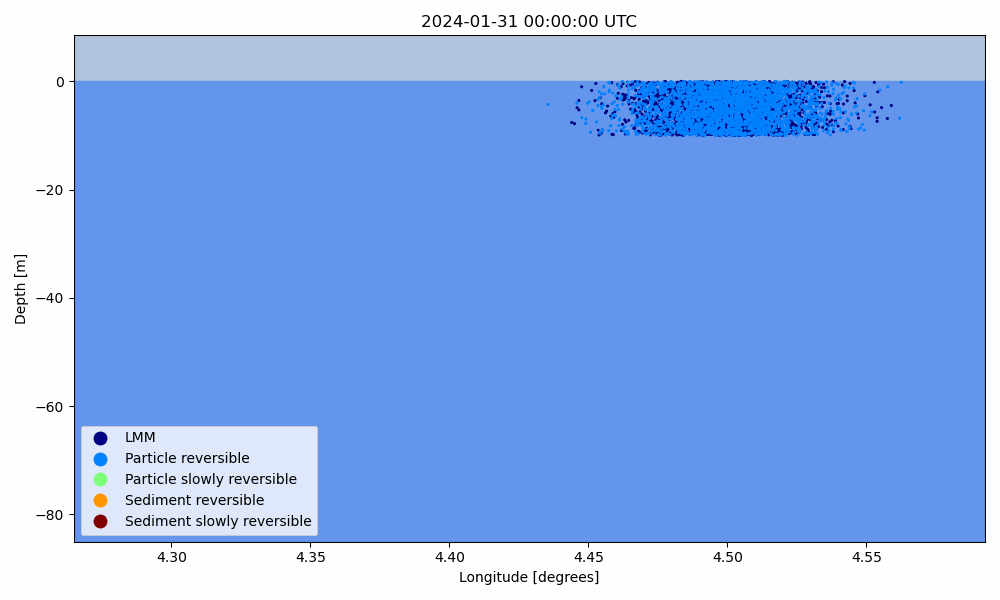 2024-01-31 00:00:00 UTC
0
−20
−40
−60
−80
Depth [m]
LMM
Particle reversible
Particle slowly reversible
Sediment reversible
Sediment slowly reversible
4.30 4.35 4.40 4.45 4.50 4.55
Longitude [degrees]